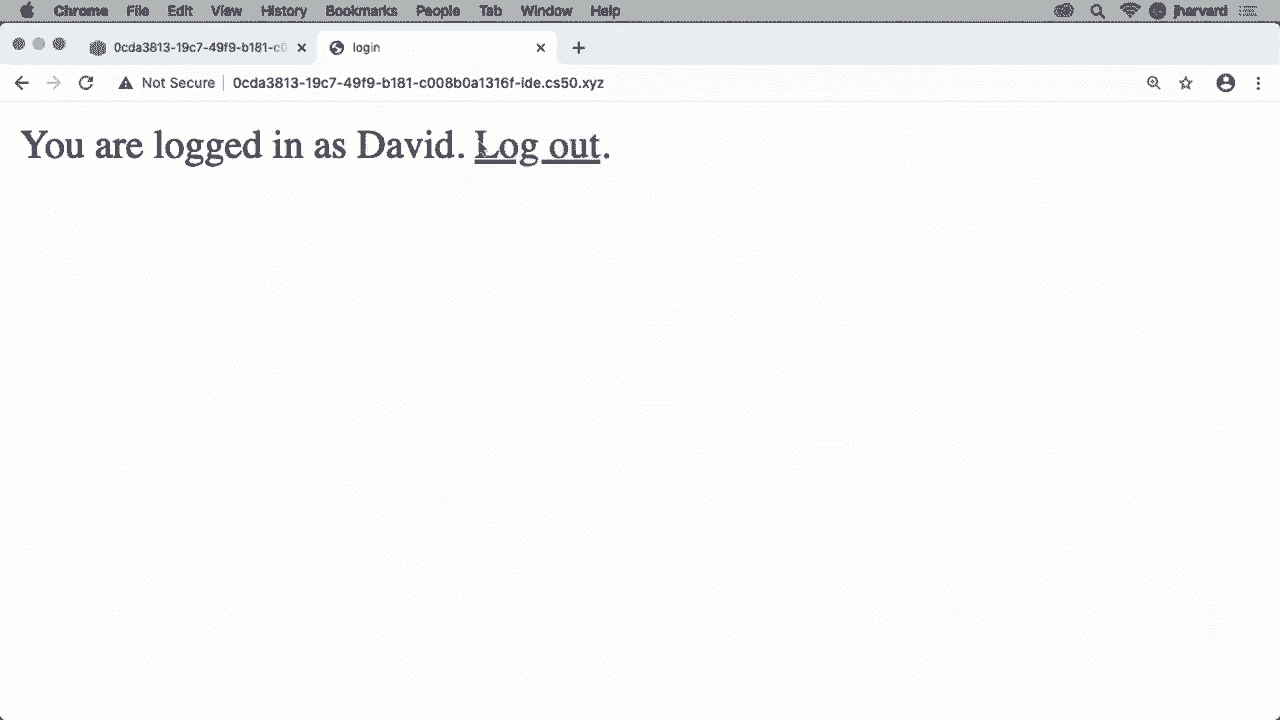 Chrome File Edit View History Bookmarks People Tab Window Help jharvard
0cda3813-19c7-49f9-b181-c0 login
Not Secure 0cda3813-19c7-49f9-b181-c008b0a1316f-ide.cs50.xyz
You are logged in as David. Log out.